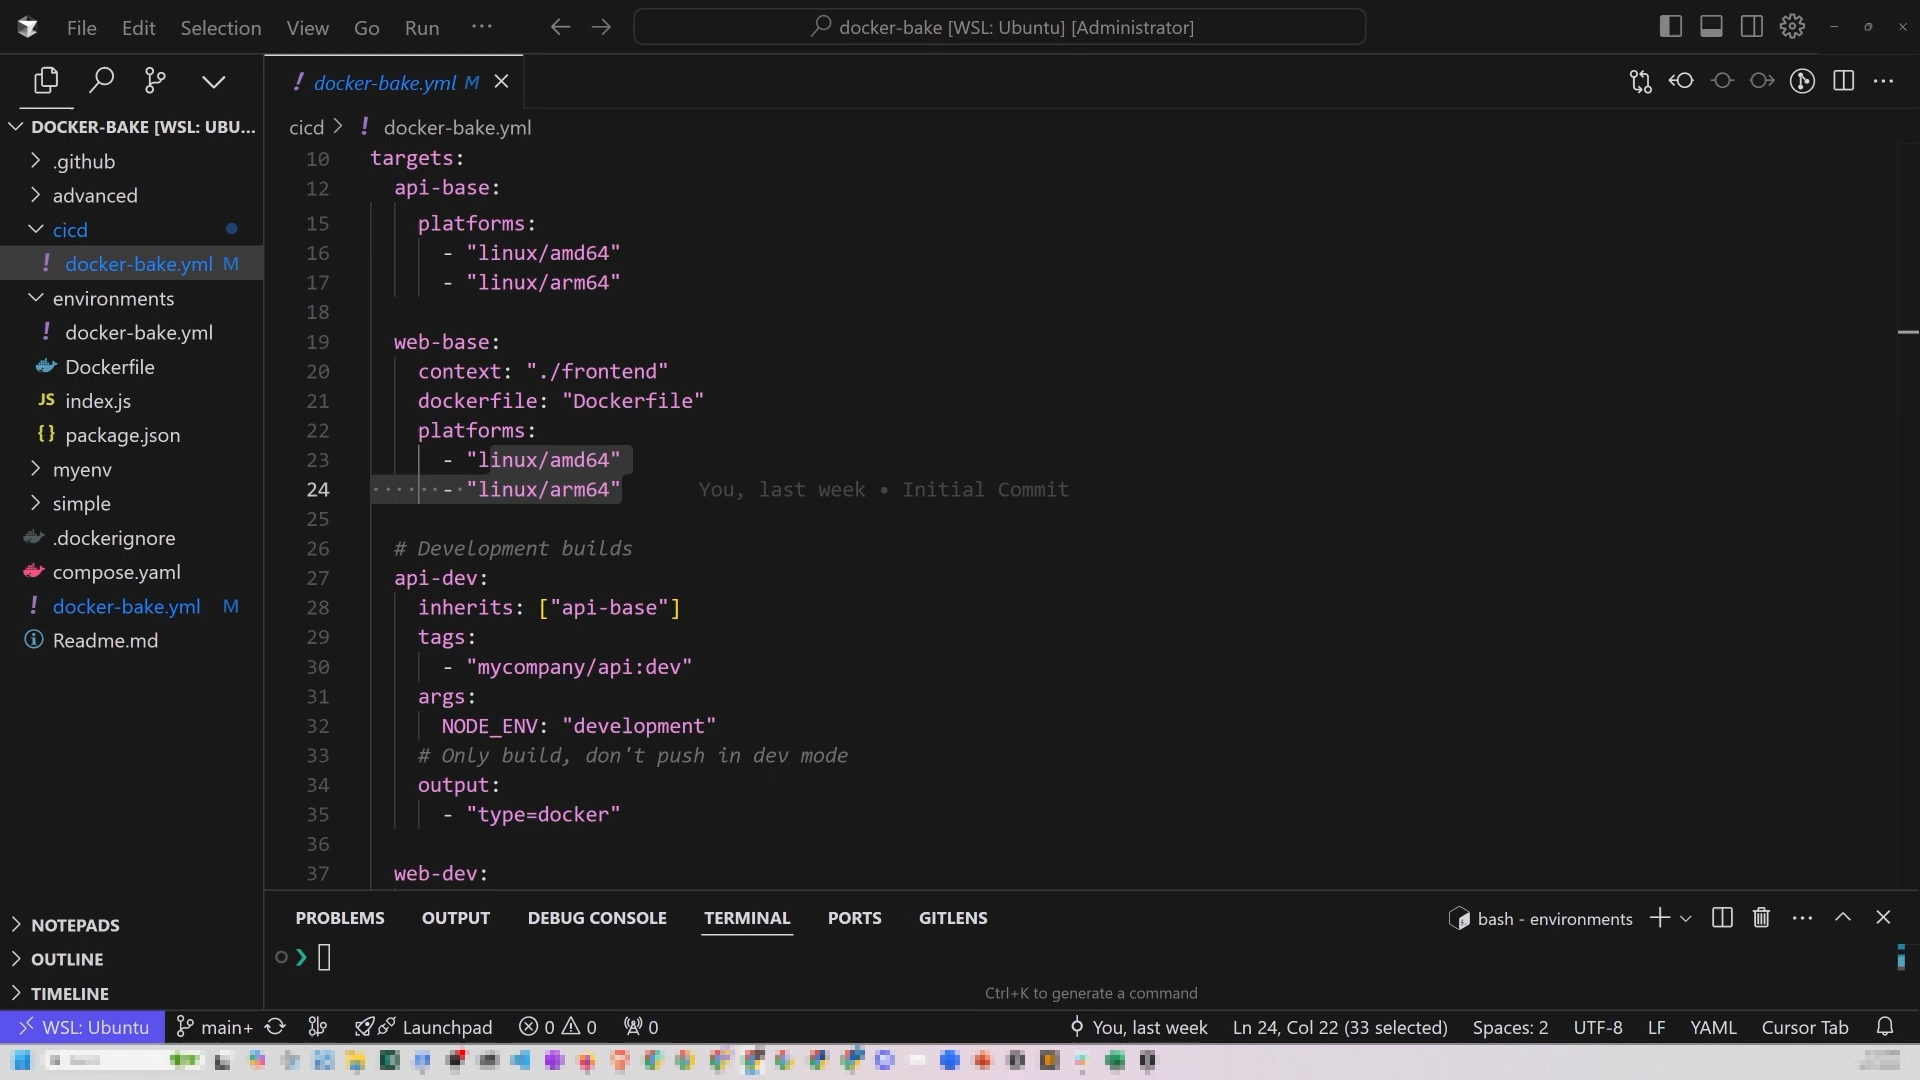 File Edit Selection View Go Run ···
docker-bake [WSL: Ubuntu] [Administrator]
DOCKER-BAKE [WSL: UBU...
.github
advanced
cicd
! docker-bake.yml M
environments
! docker-bake.yml
Dockerfile
JS index.js
{} package.json
myenv
simple
.dockerignore
compose.yaml
! docker-bake.yml M
Readme.md
NOTEPADS
OUTLINE
TIMELINE
! docker-bake.yml M
cicd > ! docker-bake.yml
10 targets:
12 api-base:
15 platforms:
16 - "linux/amd64"
17 - "linux/arm64"
18
19 web-base:
20 context: "./frontend"
21 dockerfile: "Dockerfile"
22 platforms:
23 - "linux/amd64"
24 - "linux/arm64" You, last week • Initial Commit
25
26 # Development builds
27 api-dev:
28 inherits: ["api-base"]
29 tags:
30 - "mycompany/api:dev"
31 args:
32 NODE_ENV: "development"
33 # Only build, don't push in dev mode
34 output:
35 - "type=docker"
36
37 web-dev:
PROBLEMS OUTPUT DEBUG CONSOLE TERMINAL PORTS GITLENS
bash - environments
Ctrl+K to generate a command
WSL: Ubuntu main+ Launchpad 0 0 0
You, last week Ln 24, Col 22 (33 selected) Spaces: 2 UTF-8 LF YAML Cursor Tab